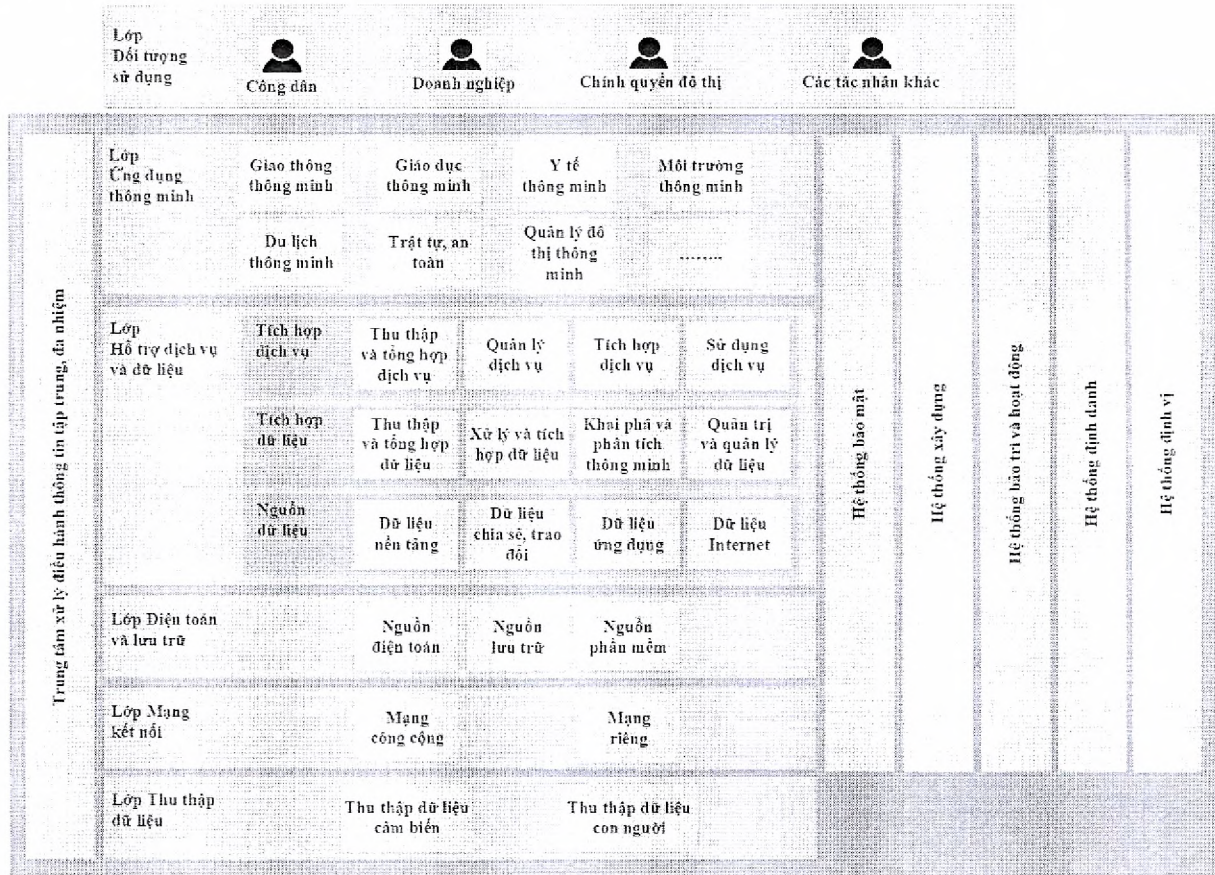 Lớp
Đối tượng
sử dụng
Công dân
Doanh nghiệp
Chính quyền đô thị
Các tác nhân khác
Trung tâm xử lý điều hành thông tin tập trung, đa nhiệm
Lớp
Ứng dụng
thông minh
Giao thông
thông minh
Giáo dục
thông minh
Y tế
thông minh
Môi trường
thông minh
Du lịch
thông minh
Trật tự, an
toàn
Quản lý đô
thị thông
minh
........
Lớp
Hỗ trợ dịch vụ
và dữ liệu
Tích hợp
dịch vụ
Thu thập
và tổng hợp
dịch vụ
Quản lý
dịch vụ
Tích hợp
dịch vụ
Sử dụng
dịch vụ
Tích hợp
dữ liệu
Thu thập
và tổng hợp
dữ liệu
Xử lý và tích
hợp dữ liệu
Khai phá và
phân tích
thông minh
Quản trị
và quản lý
dữ liệu
Nguồn
dữ liệu
Dữ liệu
nền tảng
Dữ liệu
chia sẻ, trao
đổi
Dữ liệu
ứng dụng
Dữ liệu
Internet
Lớp Điện toán
và lưu trữ
Nguồn
điện toán
Nguồn
lưu trữ
Nguồn
phần mềm
Lớp Mạng
kết nối
Mạng
công cộng
Mạng
riêng
Lớp Thu thập
dữ liệu
Thu thập dữ liệu
cảm biến
Thu thập dữ liệu
con người
Hệ thống bảo mật
Hệ thống xây dựng
Hệ thống bảo trì và hoạt động
Hệ thống định danh
Hệ thống định vị